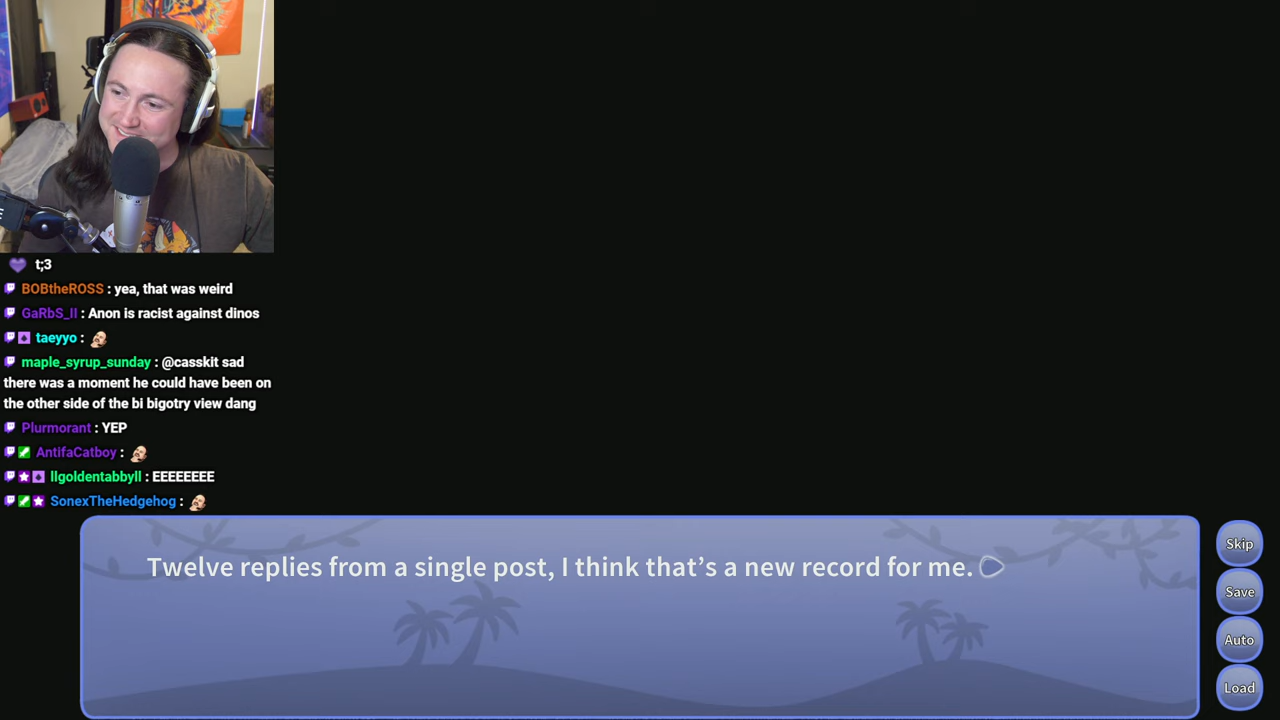 t;3
BOBtheROSS : yea, that was weird
GaRbS_II : Anon is racist against dinos
taeyyo :
maple_syrup_sunday : @casskit sad
there was a moment he could have been on
the other side of the bi bigotry view dang
Plurmorant : YEP
AntifaCatboy :
llgoldentabbyll : EEEEEEEE
SonexTheHedgehog :
Twelve replies from a single post, I think that’s a new record for me.
Skip
Save
Auto
Load